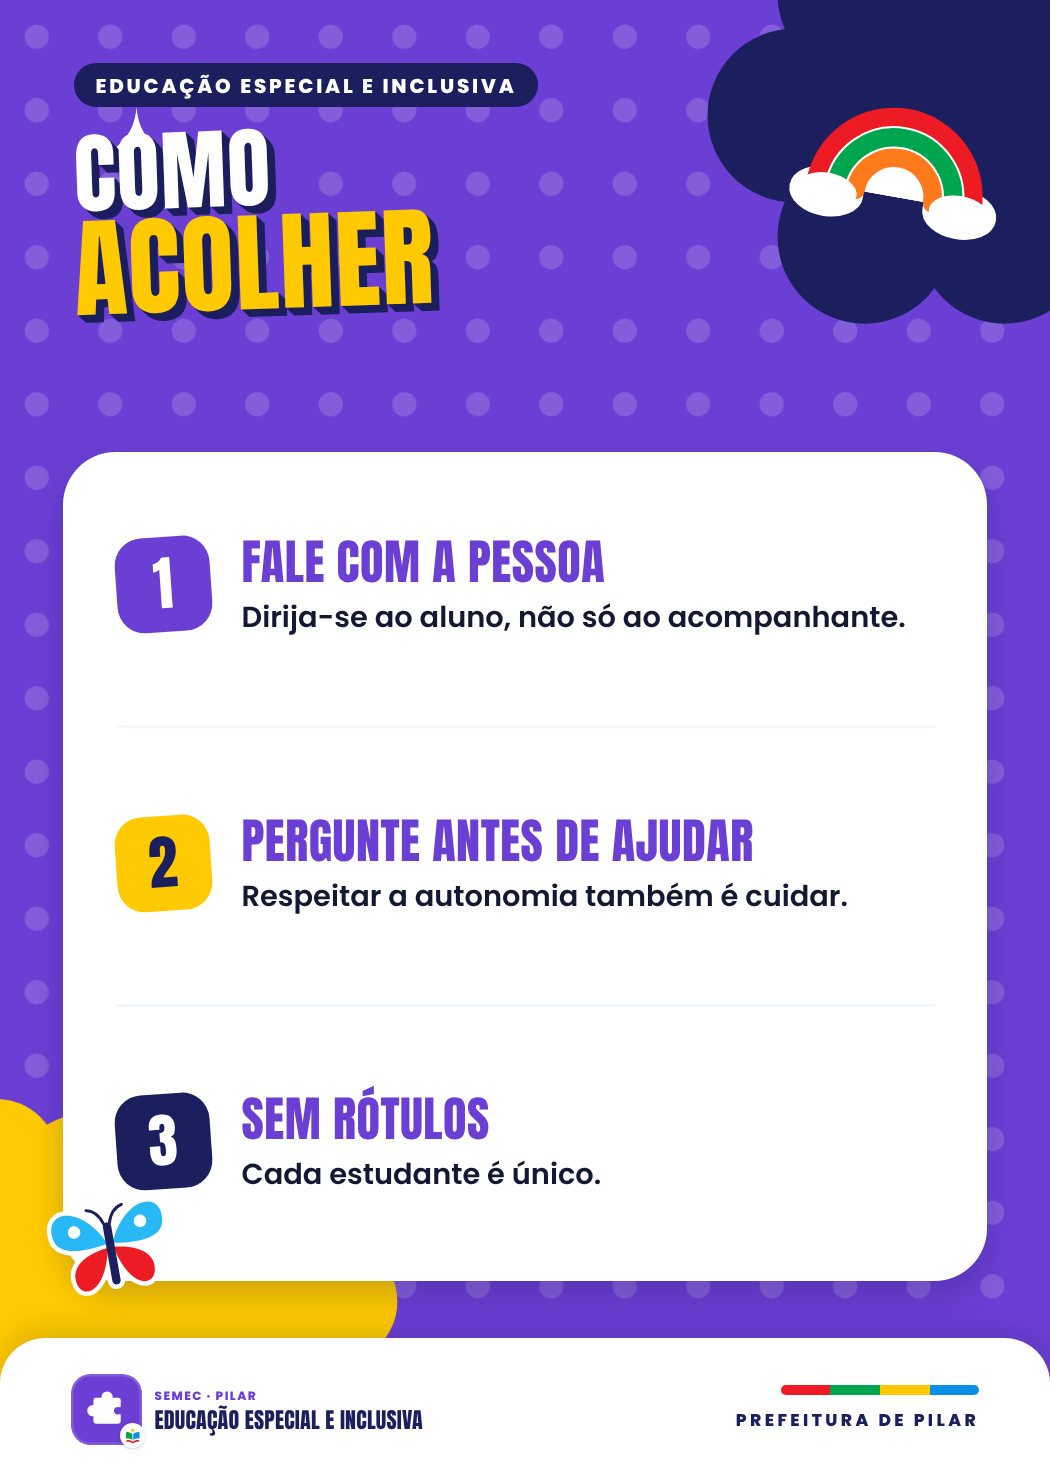 EDUCAÇÃO ESPECIAL E INCLUSIVA
COMO
ACOLHER
1
FALE COM A PESSOA
Dirija-se ao aluno, não só ao acompanhante.
2
PERGUNTE ANTES DE AJUDAR
Respeitar a autonomia também é cuidar.
3
SEM RÓTULOS
Cada estudante é único.
SEMEC · PILAR
EDUCAÇÃO ESPECIAL E INCLUSIVA
PREFEITURA DE PILAR